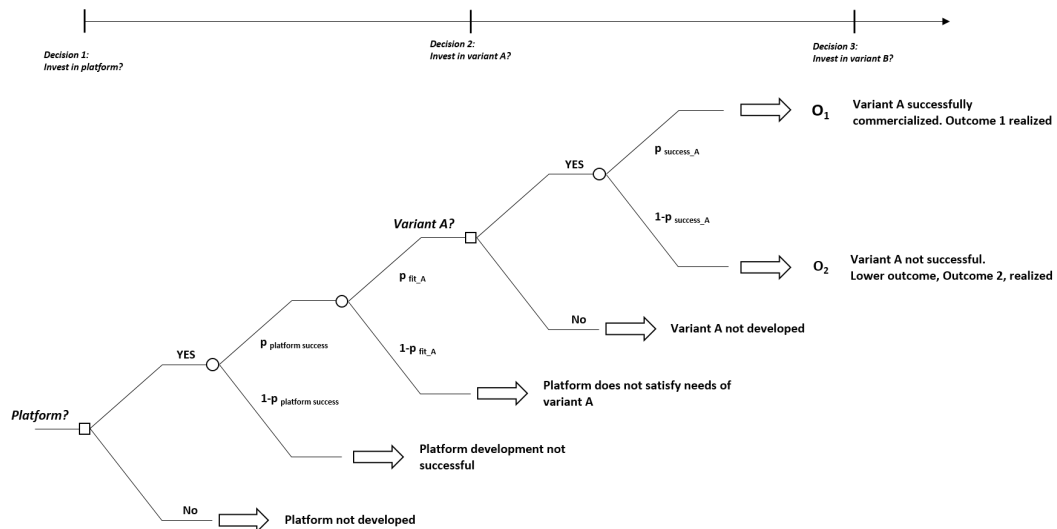 Decision 1:
Invest in platform?
Decision 2:
Invest in variant A?
Decision 3:
Invest in variant B?
O1
Variant A successfully
commercialized. Outcome 1 realized
p success_A
YES
1-p success_A
Variant A?
O2
Variant A not successful.
Lower outcome, Outcome 2, realized
p fit_A
No
Variant A not developed
p platform success
1-p fit_A
YES
Platform does not satisfy needs of
variant A
1-p platform success
Platform?
Platform development not
successful
No
Platform not developed